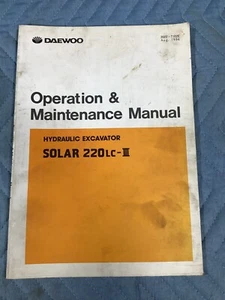 DAEWOO
Operation &
Maintenance Manual
HYDRAULIC EXCAVATOR
SOLAR 220LC-III